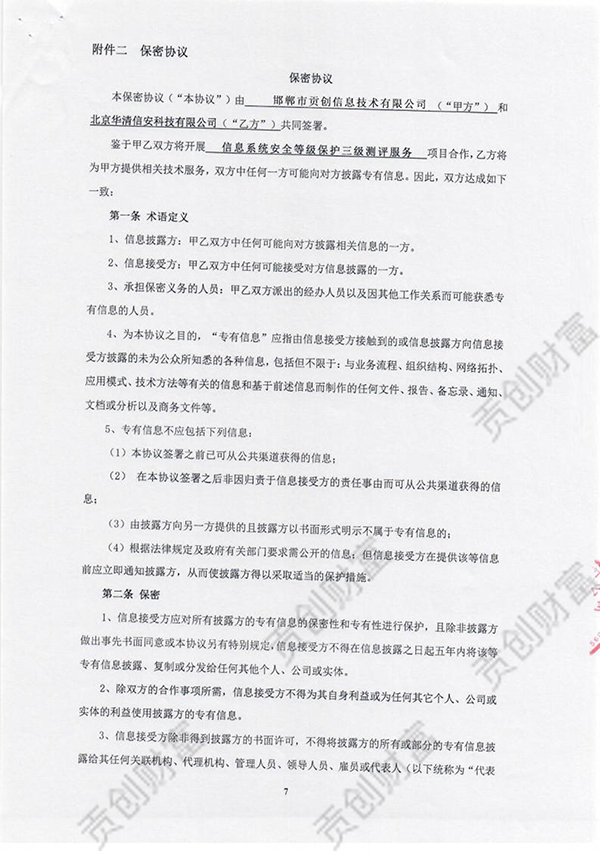 附件二 保密协议
保密协议
本保密协议（“本协议”）由 邯郸市贡创信息技术有限公司 （“甲方”）和
北京华清信安科技有限公司（“乙方”）共同签署。
鉴于甲乙双方将开展 信息系统安全等级保护三级测评服务 项目合作，乙方将
为甲方提供相关技术服务，双方中任何一方可能向对方披露专有信息。因此，双方达成如下
一致：
第一条 术语定义
1、信息披露方：甲乙双方中任何可能向对方披露相关信息的一方。
2、信息接受方：甲乙双方中任何可能接受对方信息披露的一方。
3、承担保密义务的人员：甲乙双方派出的经办人员以及因其他工作关系而可能获悉专
有信息的人员。
4、为本协议之目的，“专有信息”应指由信息接受方接触到的或信息披露方向信息接
受方披露的未为公众所知悉的各种信息，包括但不限于：与业务流程、组织结构、网络拓扑、
应用模式、技术方法等有关的信息和基于前述信息而制作的任何文件、报告、备忘录、通知、
文档或分析以及商务文件等。
5、专有信息不应包括下列信息：
（1）本协议签署之前已可从公共渠道获得的信息；
（2） 在本协议签署之后非因归责于信息接受方的责任事由而可从公共渠道获得的信
息；
（3）由披露方向另一方提供的且披露方以书面形式明示不属于专有信息的；
（4）根据法律规定及政府有关部门要求需公开的信息；但信息接受方在提供该等信息
前应立即通知披露方，从而使披露方得以采取适当的保护措施。
第二条 保密
1、信息接受方应对所有披露方的专有信息的保密性和专有性进行保护，且除非披露方
做出事先书面同意或本协议另有特别规定，信息接受方不得在信息披露之日起五年内将该等
专有信息披露、复制或分发给任何其他个人、公司或实体。
2、除双方的合作事项所需，信息接受方不得为其自身利益或为任何其它个人、公司或
实体的利益使用披露方的专有信息。
3、信息接受方除非得到披露方的书面许可，不得将披露方的所有或部分的专有信息披
露给其任何关联机构、代理机构、管理人员、领导人员、雇员或代表人（以下统称为“代表
7
贡创财富
贡创财富
贡创财富
贡创财富